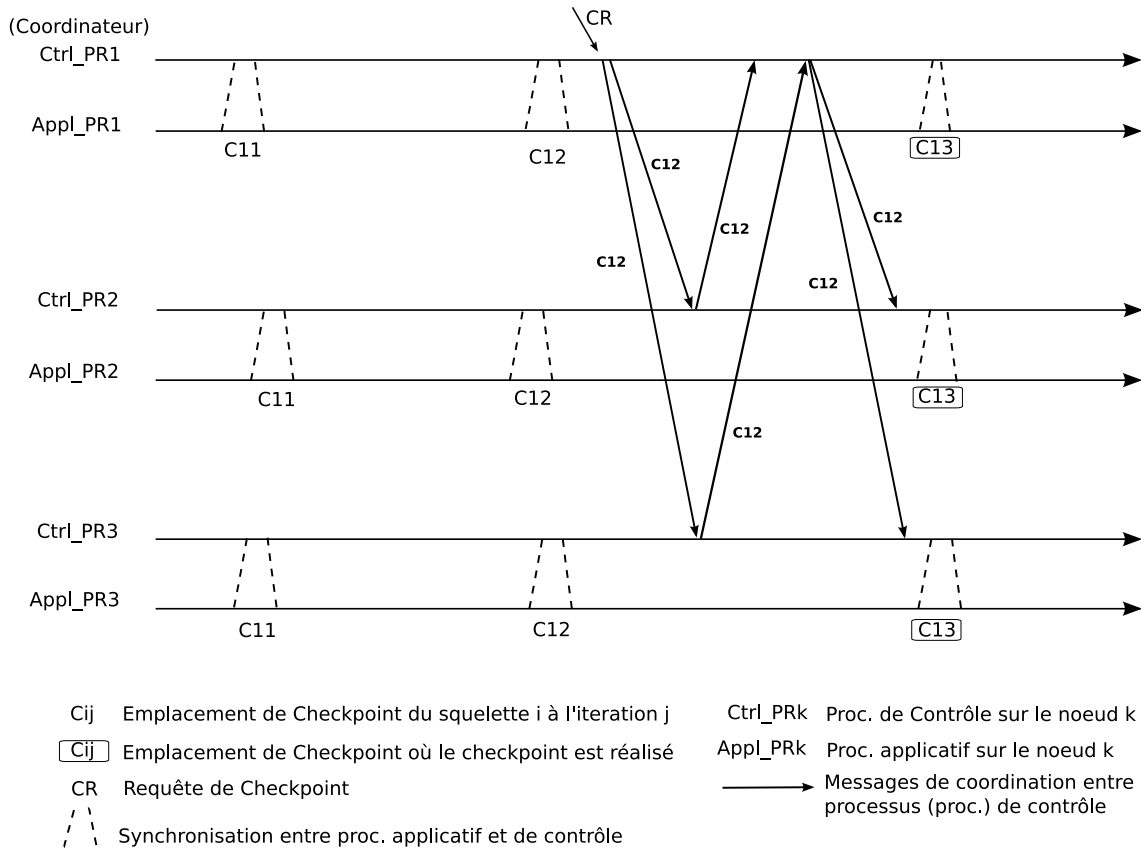 CR
(Coordinateur)
Ctrl_PR1
Appl_PR1
C11
C12
C13
C12
C12
C12
C12
C12
Ctrl_PR2
Appl_PR2
C11
C12
C13
C12
Ctrl_PR3
Appl_PR3
C11
C12
C13
Cij Emplacement de Checkpoint du squelette i à l'iteration j
Cij Emplacement de Checkpoint où le checkpoint est réalisé
CR Requête de Checkpoint
Synchronisation entre proc. applicatif et de contrôle
Ctrl_PRk Proc. de Contrôle sur le noeud k
Appl_PRk Proc. applicatif sur le noeud k
Messages de coordination entre
processus (proc.) de contrôle